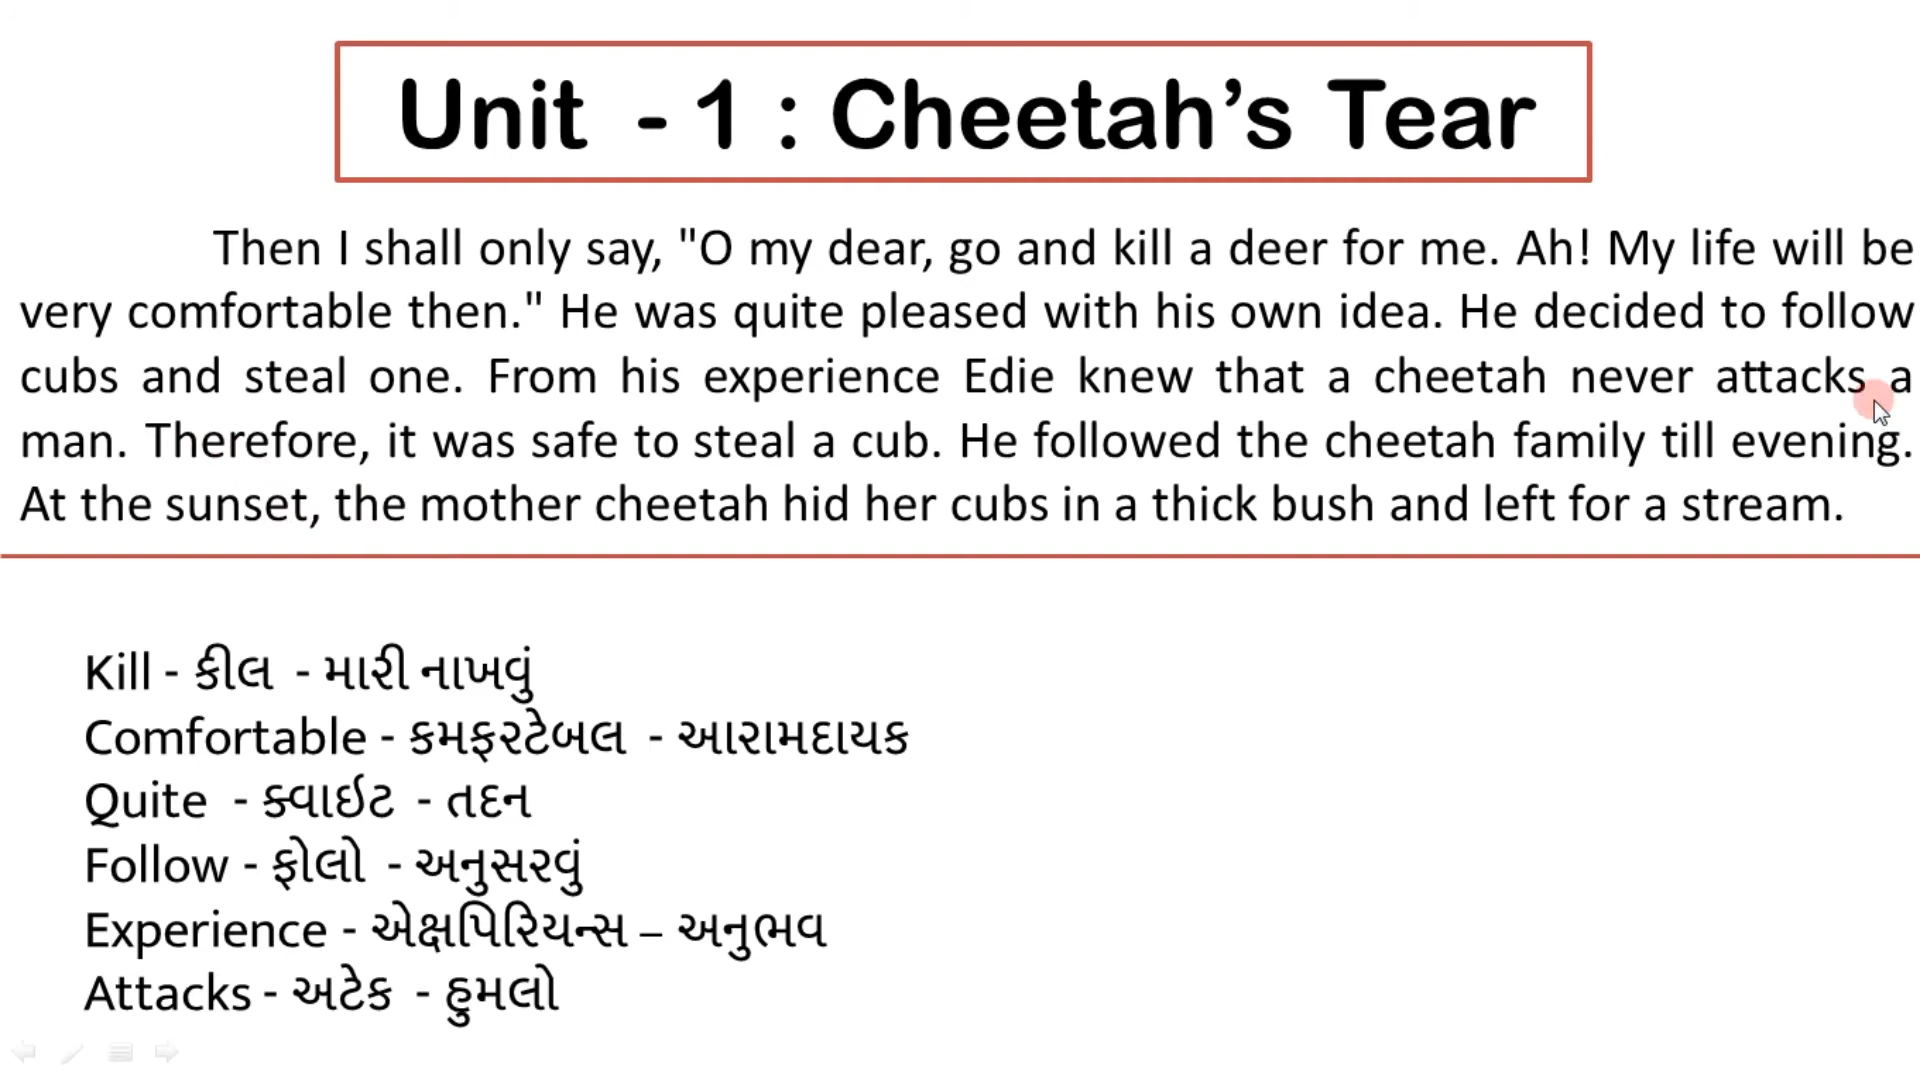 Unit - 1 : Cheetah’s Tear
Then I shall only say, "O my dear, go and kill a deer for me. Ah! My life will be
very comfortable then." He was quite pleased with his own idea. He decided to follow
cubs and steal one. From his experience Edie knew that a cheetah never attacks a
man. Therefore, it was safe to steal a cub. He followed the cheetah family till evening.
At the sunset, the mother cheetah hid her cubs in a thick bush and left for a stream.
Kill - કીલ - મારી નાખવું
Comfortable - કમફરટેબલ - આરામદાયક
Quite - ક્વાઇટ - તદન
Follow - ફોલો - અનુસરવું
Experience - એક્ષપિરિયન્સ – અનુભવ
Attacks - અટેક - હુમલો